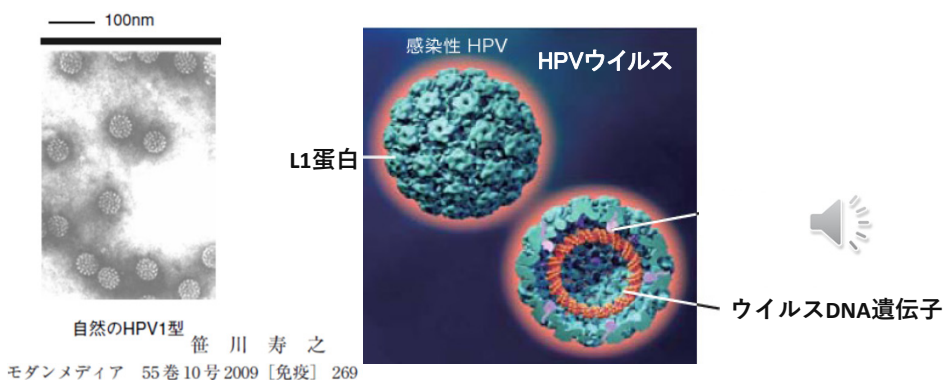 100nm
感染性 HPV
HPVウイルス
L1蛋白
ウイルスDNA遺伝子
自然のHPV1型
笹川寿之
モダンメディア 55巻10号2009［免疫］ 269